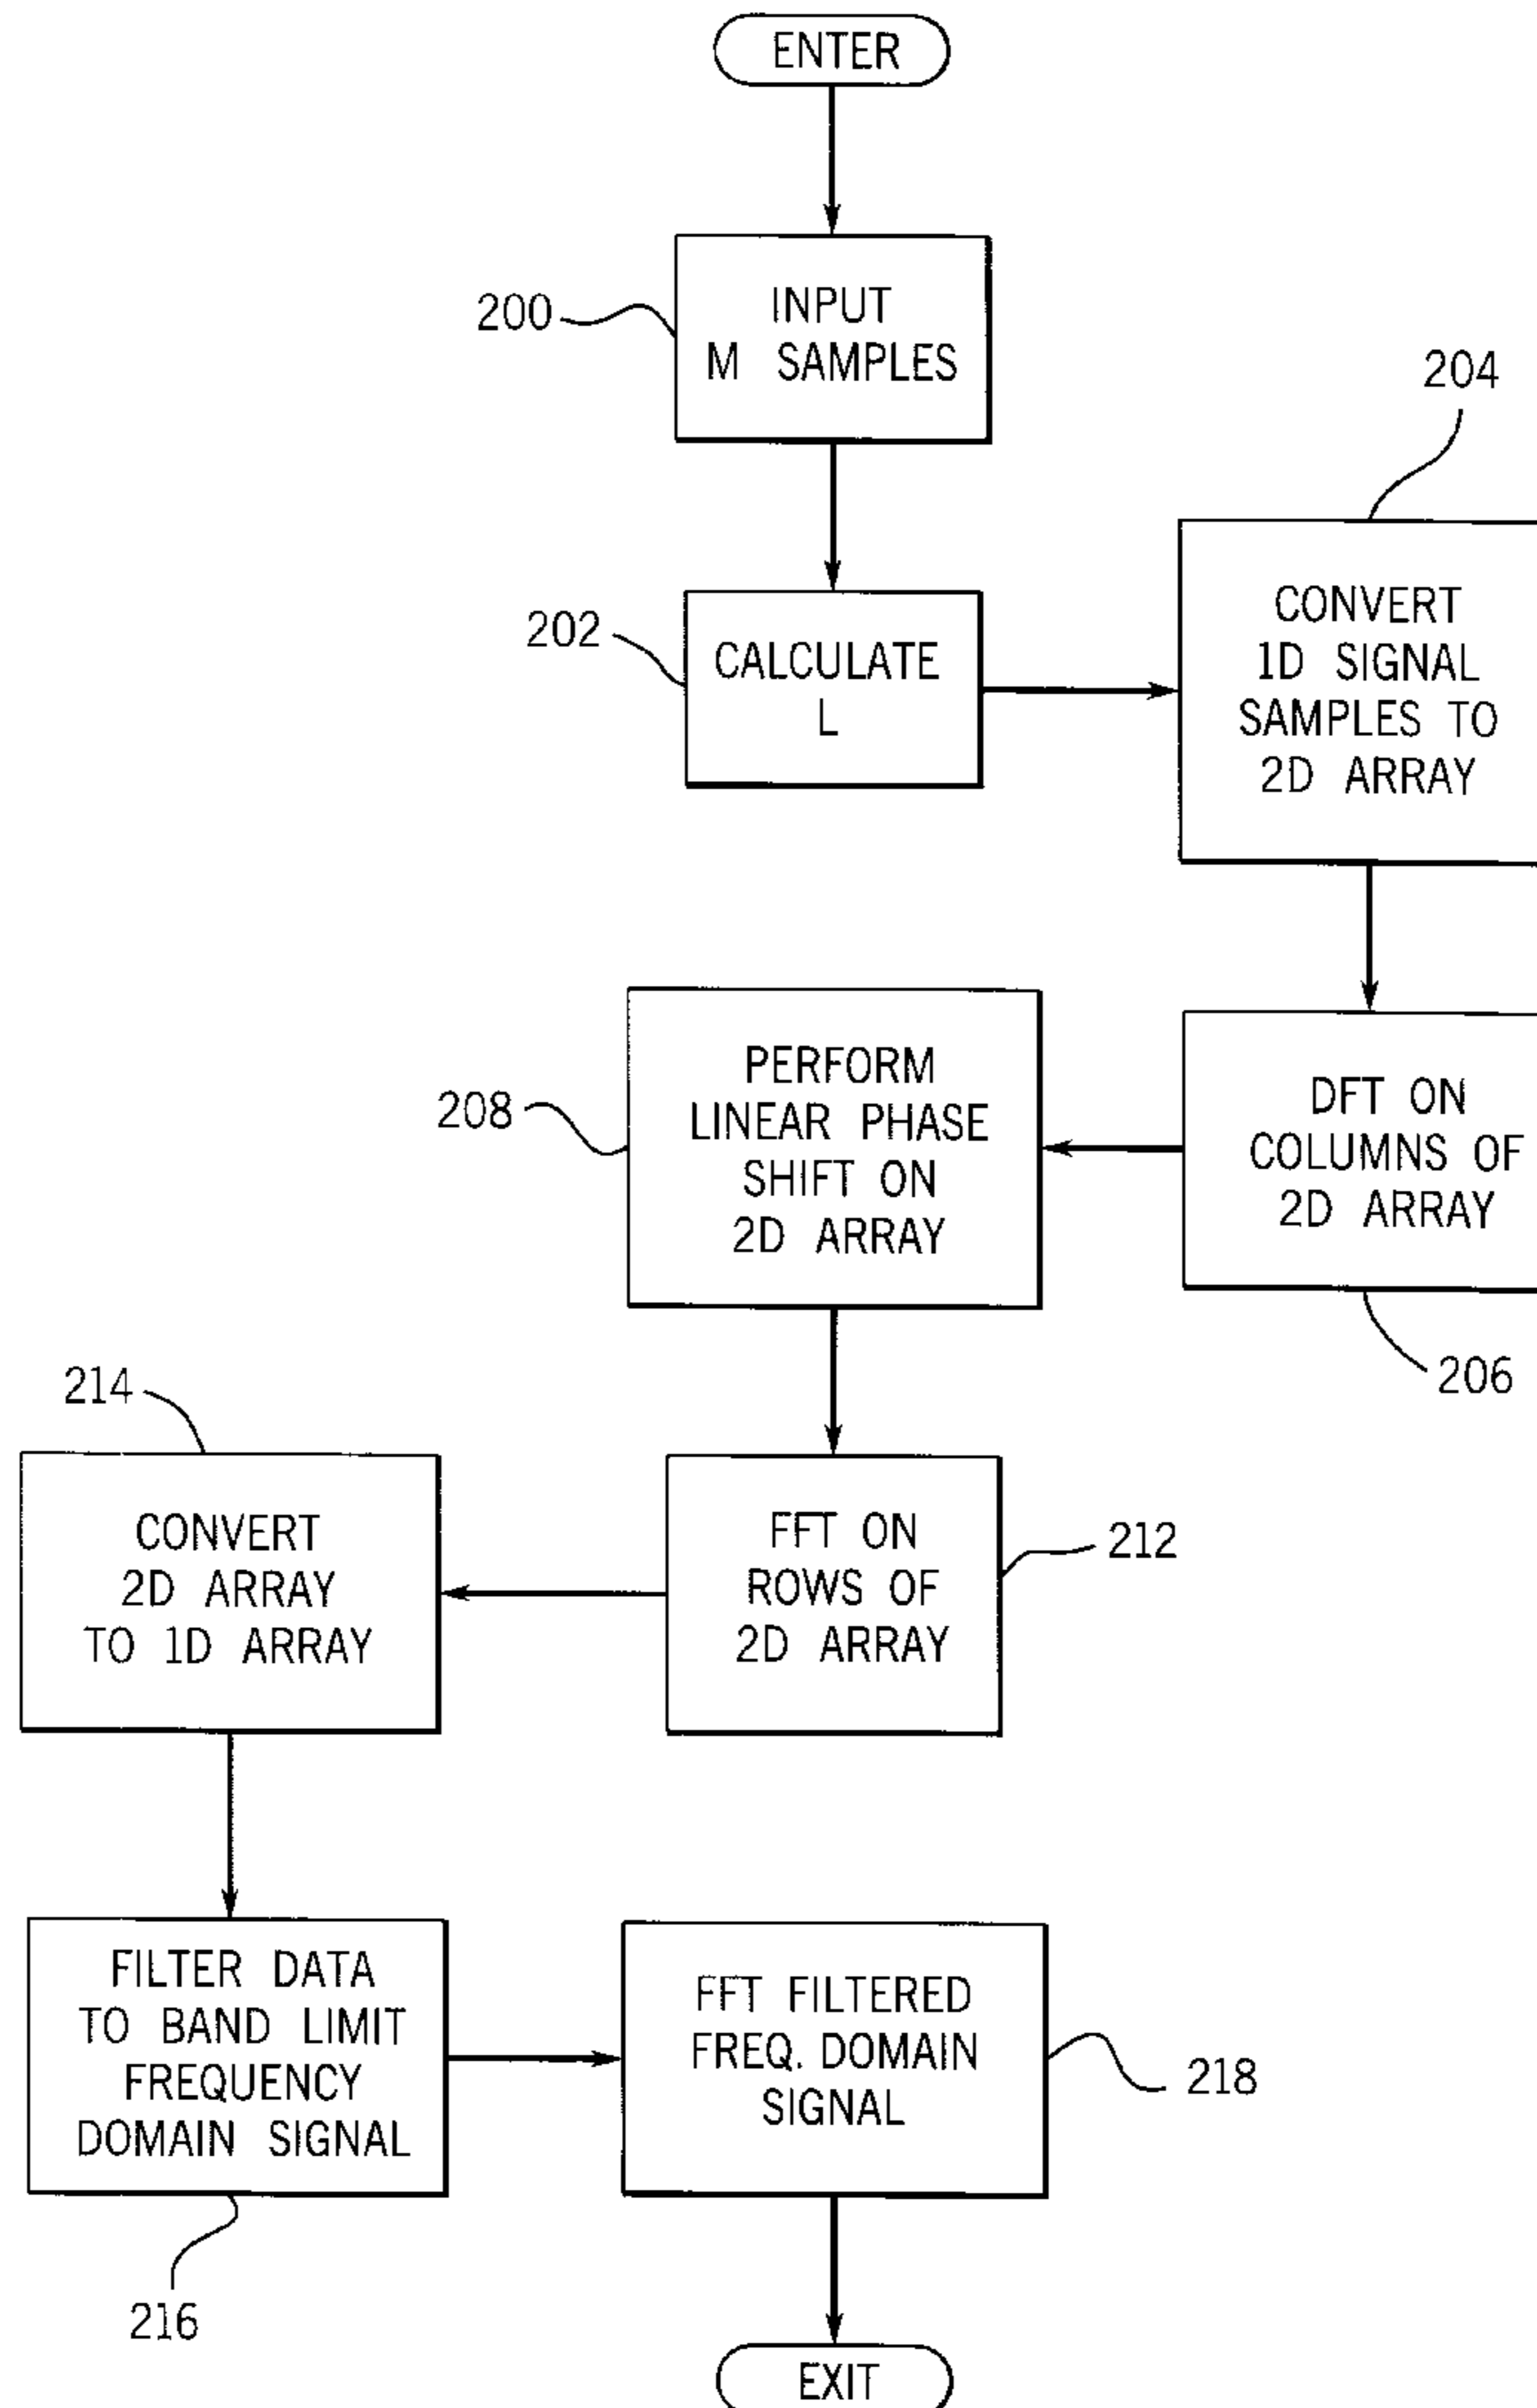 ENTER
200
INPUT
M SAMPLES
204
202
CALCULATE
L
CONVERT
1D SIGNAL
SAMPLES TO
2D ARRAY
208
PERFORM
LINEAR PHASE
SHIFT ON
2D ARRAY
DFT ON
COLUMNS OF
2D ARRAY
206
214
CONVERT
2D ARRAY
TO 1D ARRAY
FFT ON
ROWS OF
2D ARRAY
212
FILTER DATA
TO BAND LIMIT
FREQUENCY
DOMAIN SIGNAL
216
FFT FILTERED
FREQ. DOMAIN
SIGNAL
218
EXIT